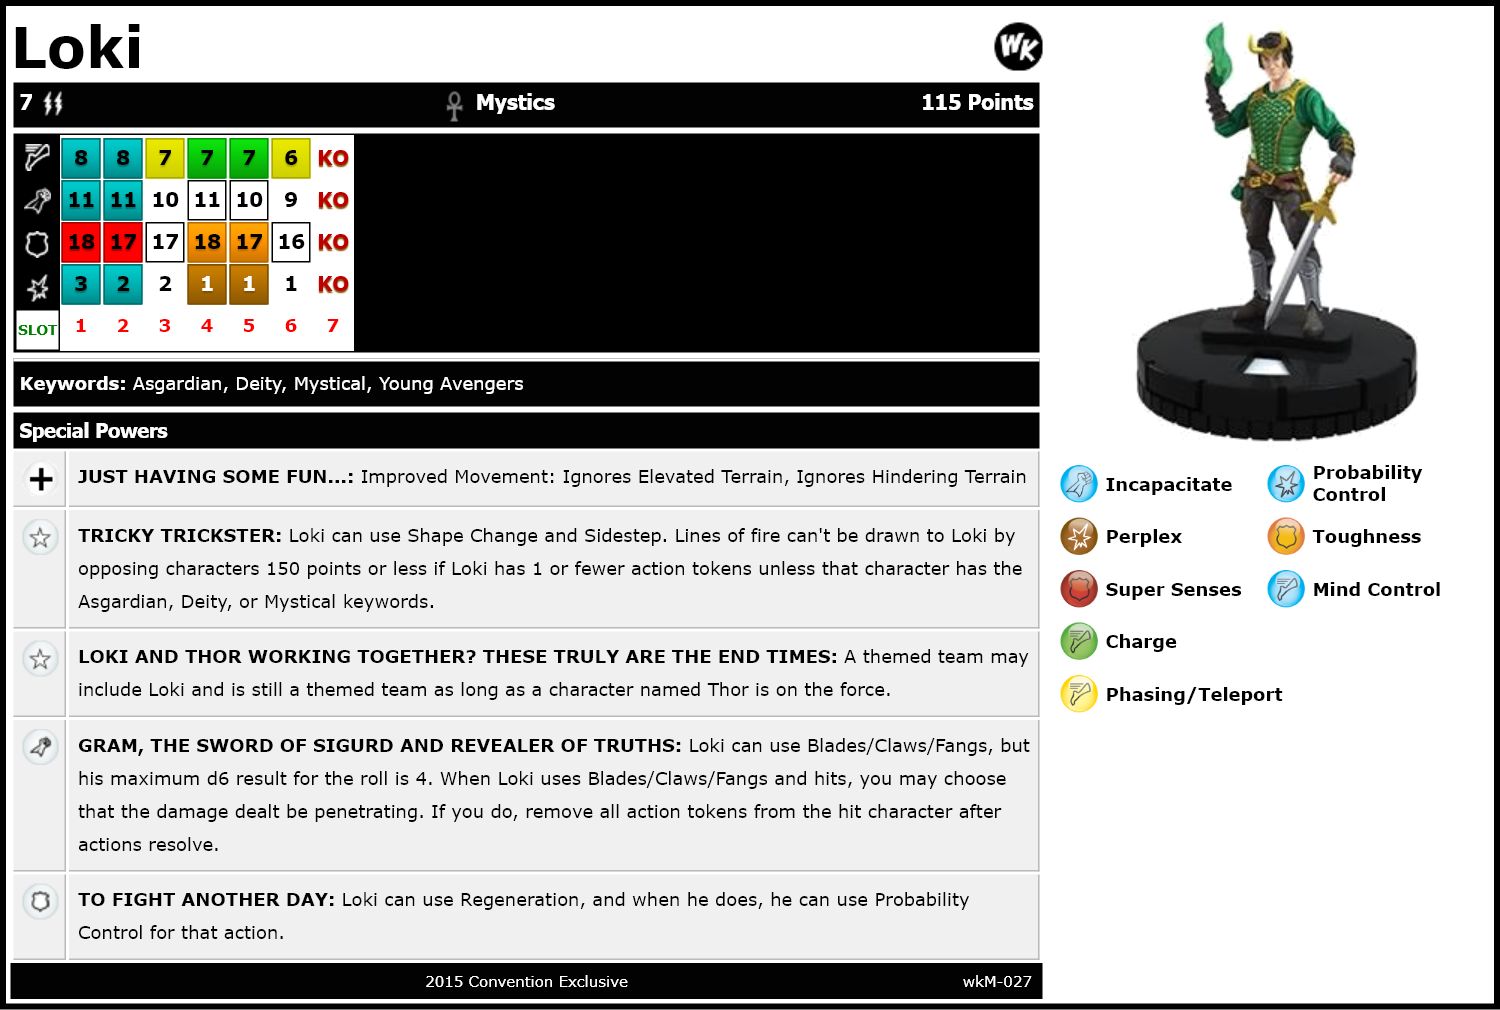 Loki
WK
7 Mystics 115 Points
8 8 7 7 7 6 KO
11 11 10 11 10 9 KO
18 17 17 18 17 16 KO
3 2 2 1 1 1 KO
SLOT 1 2 3 4 5 6 7
Keywords: Asgardian, Deity, Mystical, Young Avengers
Special Powers
JUST HAVING SOME FUN...: Improved Movement: Ignores Elevated Terrain, Ignores Hindering Terrain
TRICKY TRICKSTER: Loki can use Shape Change and Sidestep. Lines of fire can't be drawn to Loki by
opposing characters 150 points or less if Loki has 1 or fewer action tokens unless that character has the
Asgardian, Deity, or Mystical keywords.
LOKI AND THOR WORKING TOGETHER? THESE TRULY ARE THE END TIMES: A themed team may
include Loki and is still a themed team as long as a character named Thor is on the force.
GRAM, THE SWORD OF SIGURD AND REVEALER OF TRUTHS: Loki can use Blades/Claws/Fangs, but
his maximum d6 result for the roll is 4. When Loki uses Blades/Claws/Fangs and hits, you may choose
that the damage dealt be penetrating. If you do, remove all action tokens from the hit character after
actions resolve.
TO FIGHT ANOTHER DAY: Loki can use Regeneration, and when he does, he can use Probability
Control for that action.
2015 Convention Exclusive wkM-027
Incapacitate
Probability
Control
Perplex
Toughness
Super Senses
Mind Control
Charge
Phasing/Teleport